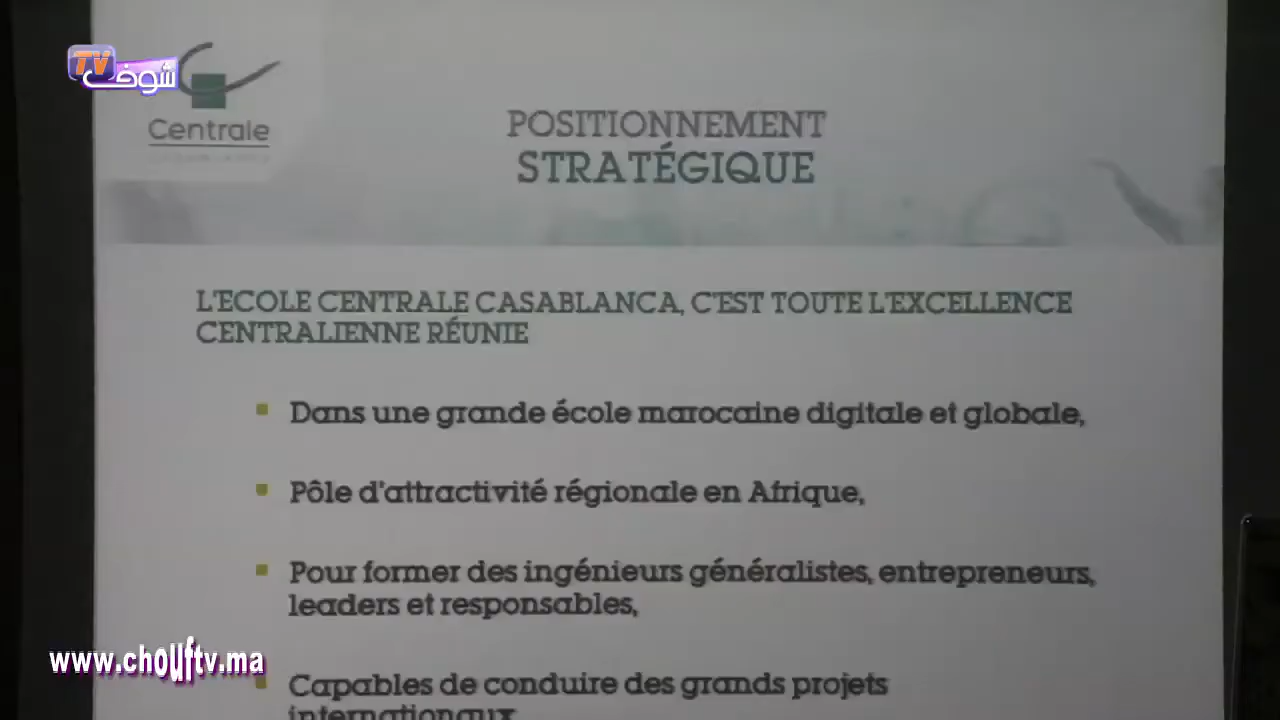 TV شوف
Centrale
POSITIONNEMENT
STRATÉGIQUE
L'ECOLE CENTRALE CASABLANCA, C'EST TOUTE L'EXCELLENCE
CENTRALIENNE RÉUNIE
Dans une grande école marocaine digitale et globale,
Pôle d'attractivité régionale en Afrique,
Pour former des ingénieurs généralistes, entrepreneurs,
leaders et responsables,
Capables de conduire des grands projets
internationaux
www.chouftv.ma